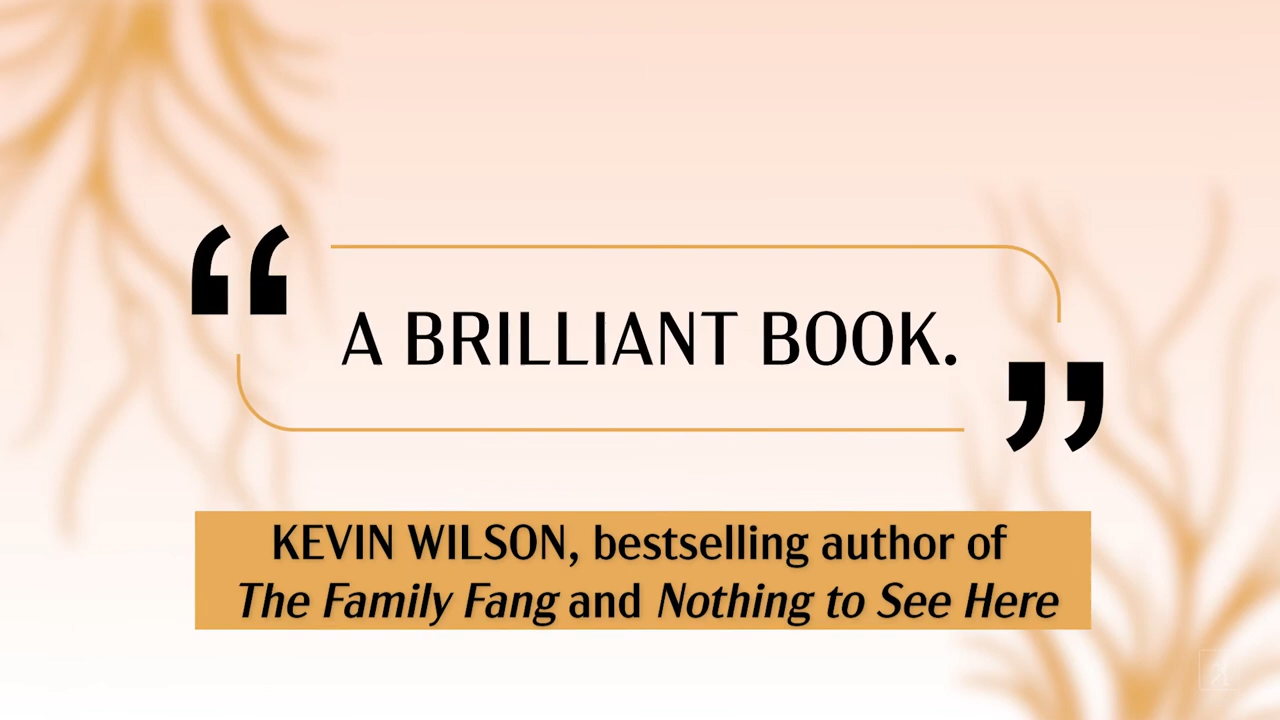 “
A BRILLIANT BOOK.
”
KEVIN WILSON, bestselling author of
The Family Fang and Nothing to See Here